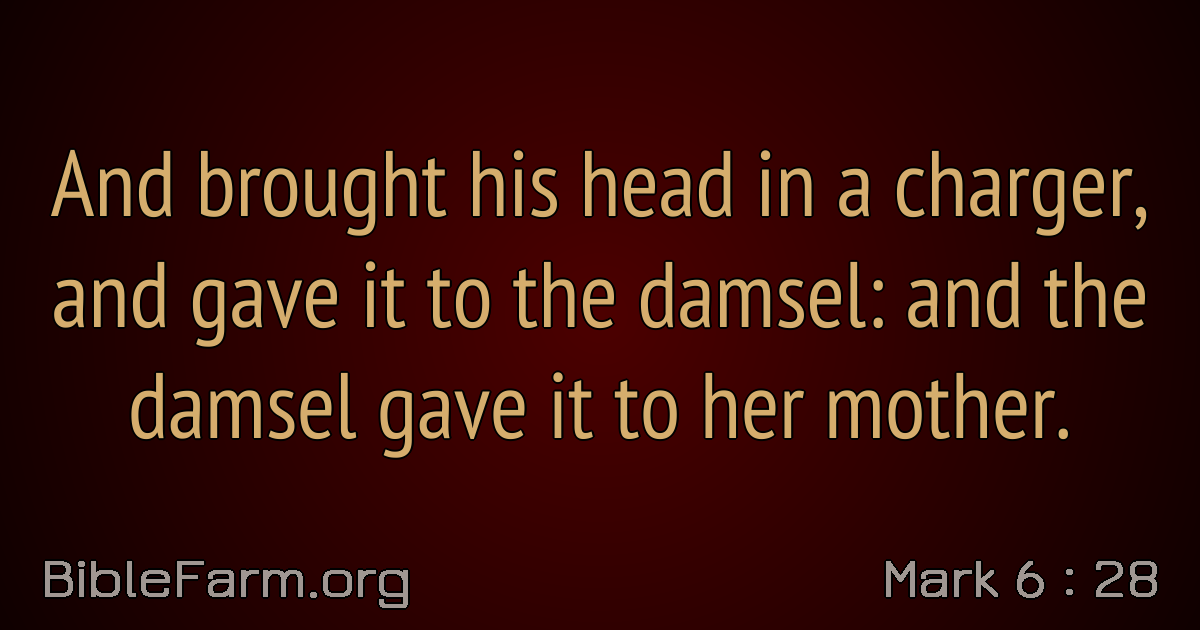 And brought his head in a charger,
and gave it to the damsel: and the
damsel gave it to her mother.
BibleFarm.org
Mark 6 : 28